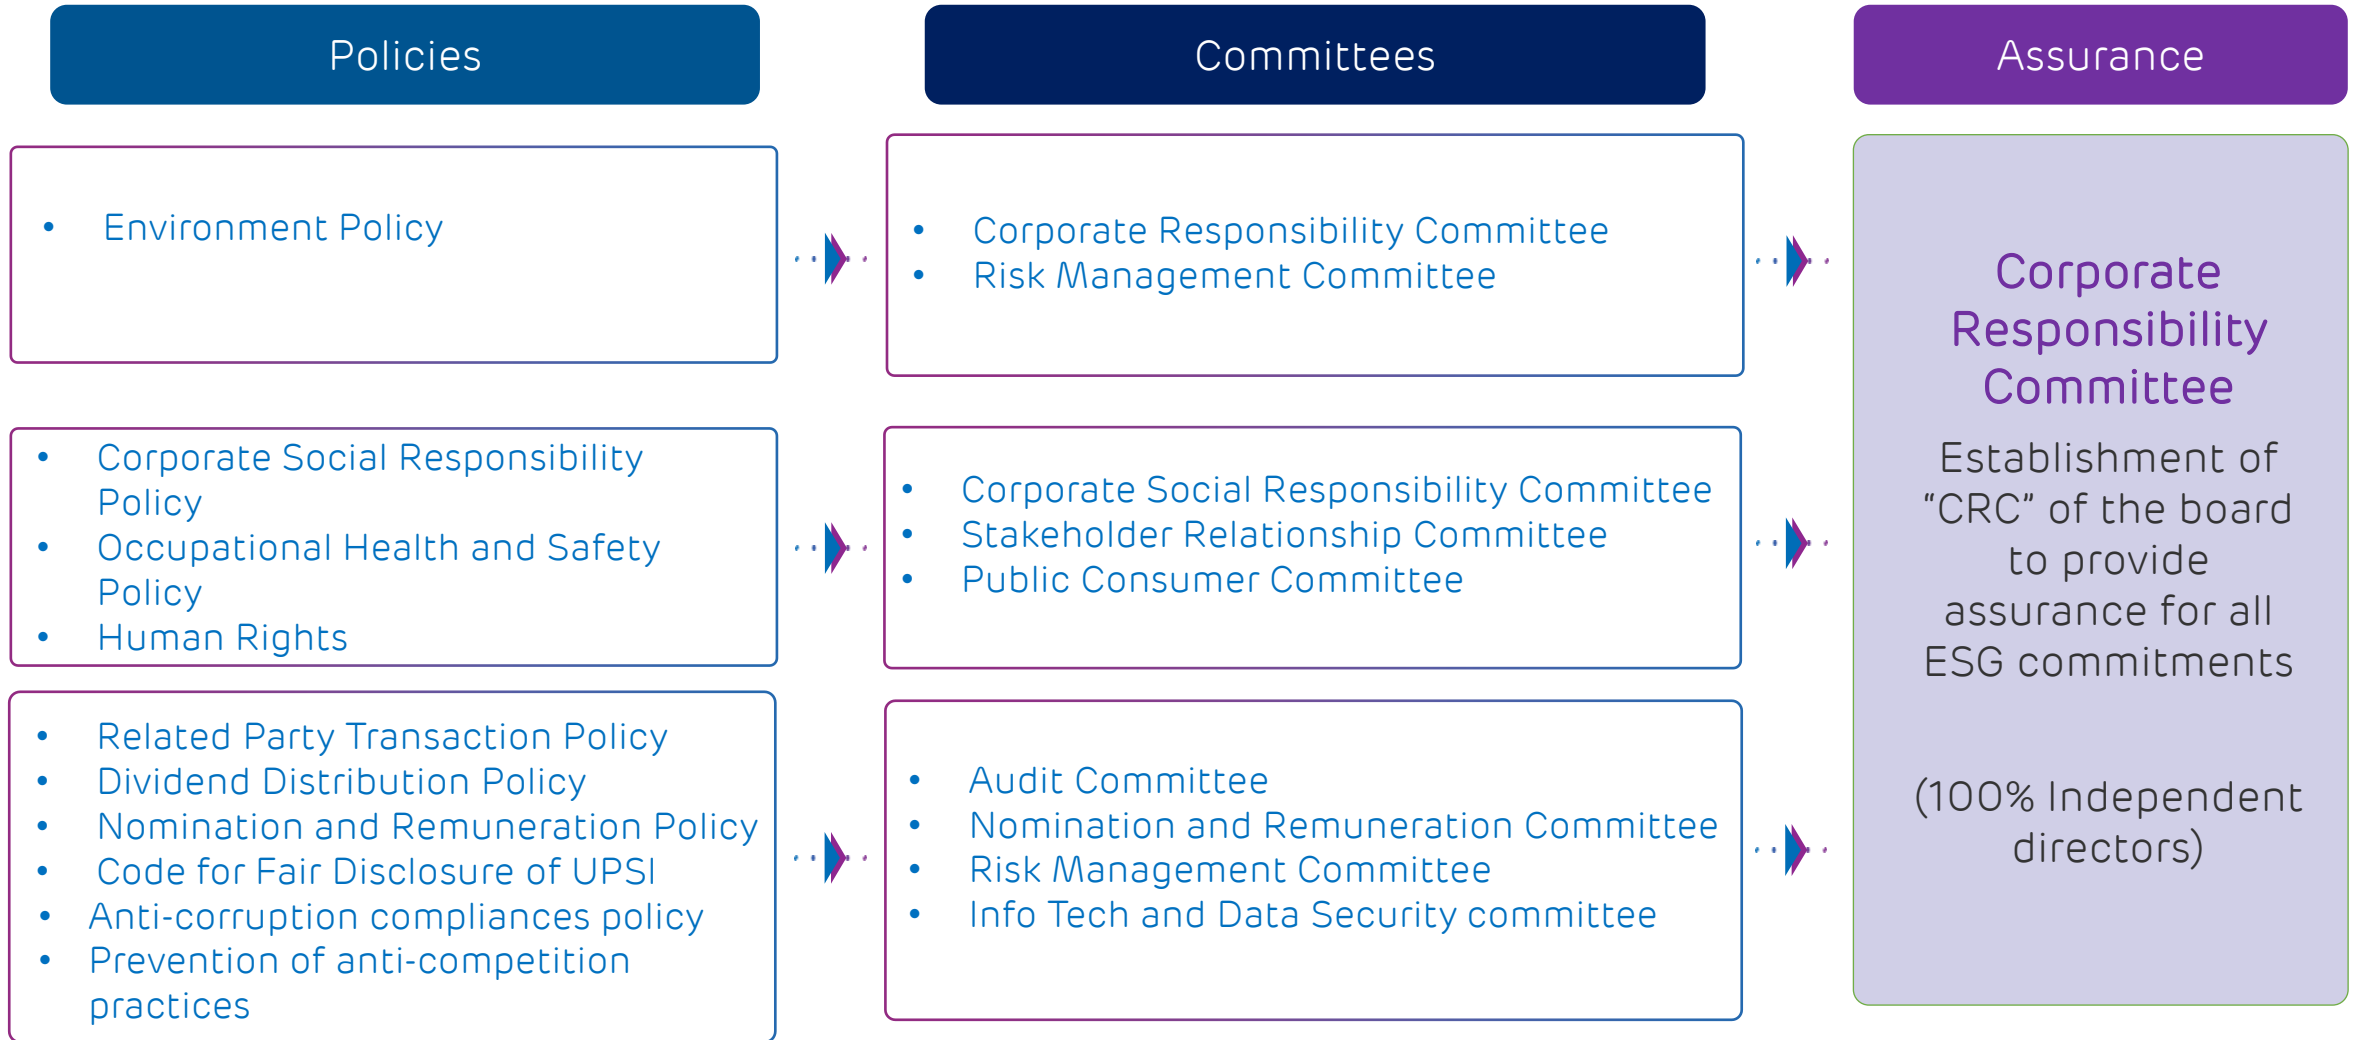 Policies
Committees
Assurance
• Environment Policy
• Corporate Responsibility Committee
• Risk Management Committee
• Corporate Social Responsibility
Policy
• Occupational Health and Safety
Policy
• Human Rights
• Corporate Social Responsibility Committee
• Stakeholder Relationship Committee
• Public Consumer Committee
• Related Party Transaction Policy
• Dividend Distribution Policy
• Nomination and Remuneration Policy
• Code for Fair Disclosure of UPSI
• Anti-corruption compliances policy
• Prevention of anti-competition
practices
• Audit Committee
• Nomination and Remuneration Committee
• Risk Management Committee
• Info Tech and Data Security committee
Corporate
Responsibility
Committee
Establishment of
“CRC” of the board
to provide
assurance for all
ESG commitments
(100% Independent
directors)